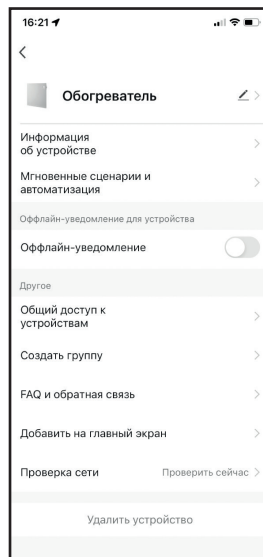 16:21
Обогреватель
Информация
об устройстве
Мгновенные сценарии и
автоматизация
Оффлайн-уведомление для устройства
Оффлайн-уведомление
Другое
Общий доступ к
устройствам
Создать группу
FAQ и обратная связь
Добавить на главный экран
Проверка сети Проверить сейчас
Удалить устройство